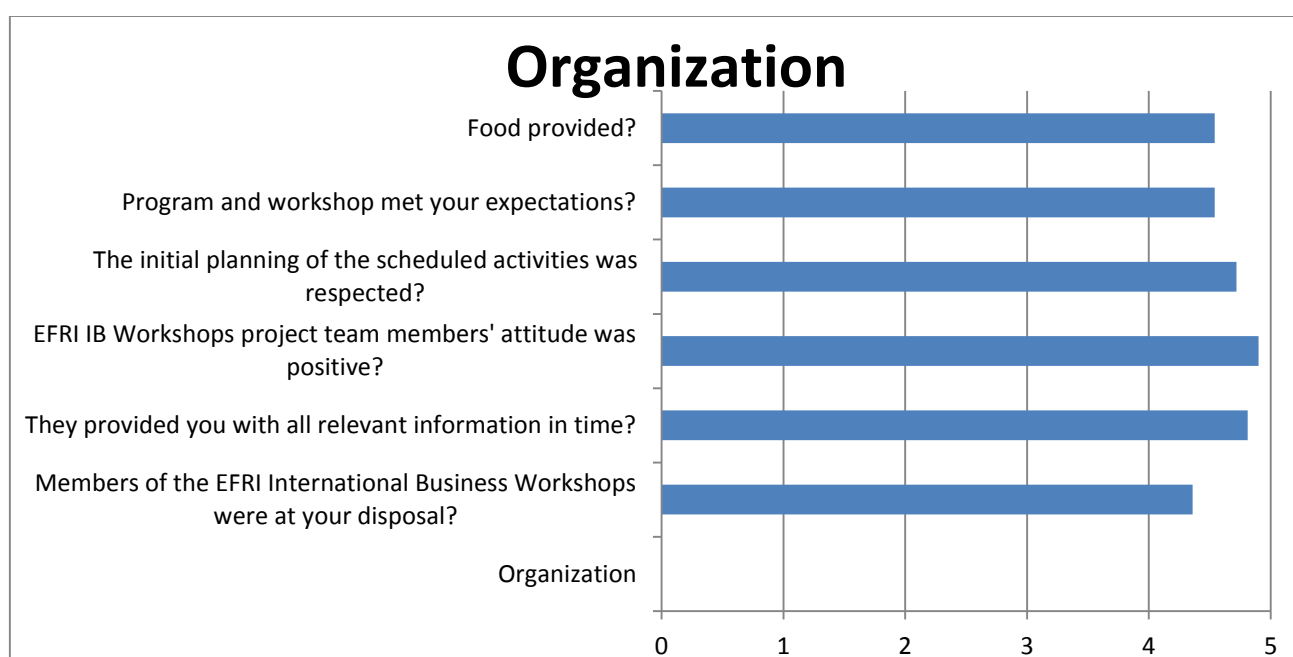 Organization
Food provided?
Program and workshop met your expectations?
The initial planning of the scheduled activities was
respected?
EFRI IB Workshops project team members' attitude was
positive?
They provided you with all relevant information in time?
Members of the EFRI International Business Workshops
were at your disposal?
Organization
0 1 2 3 4 5